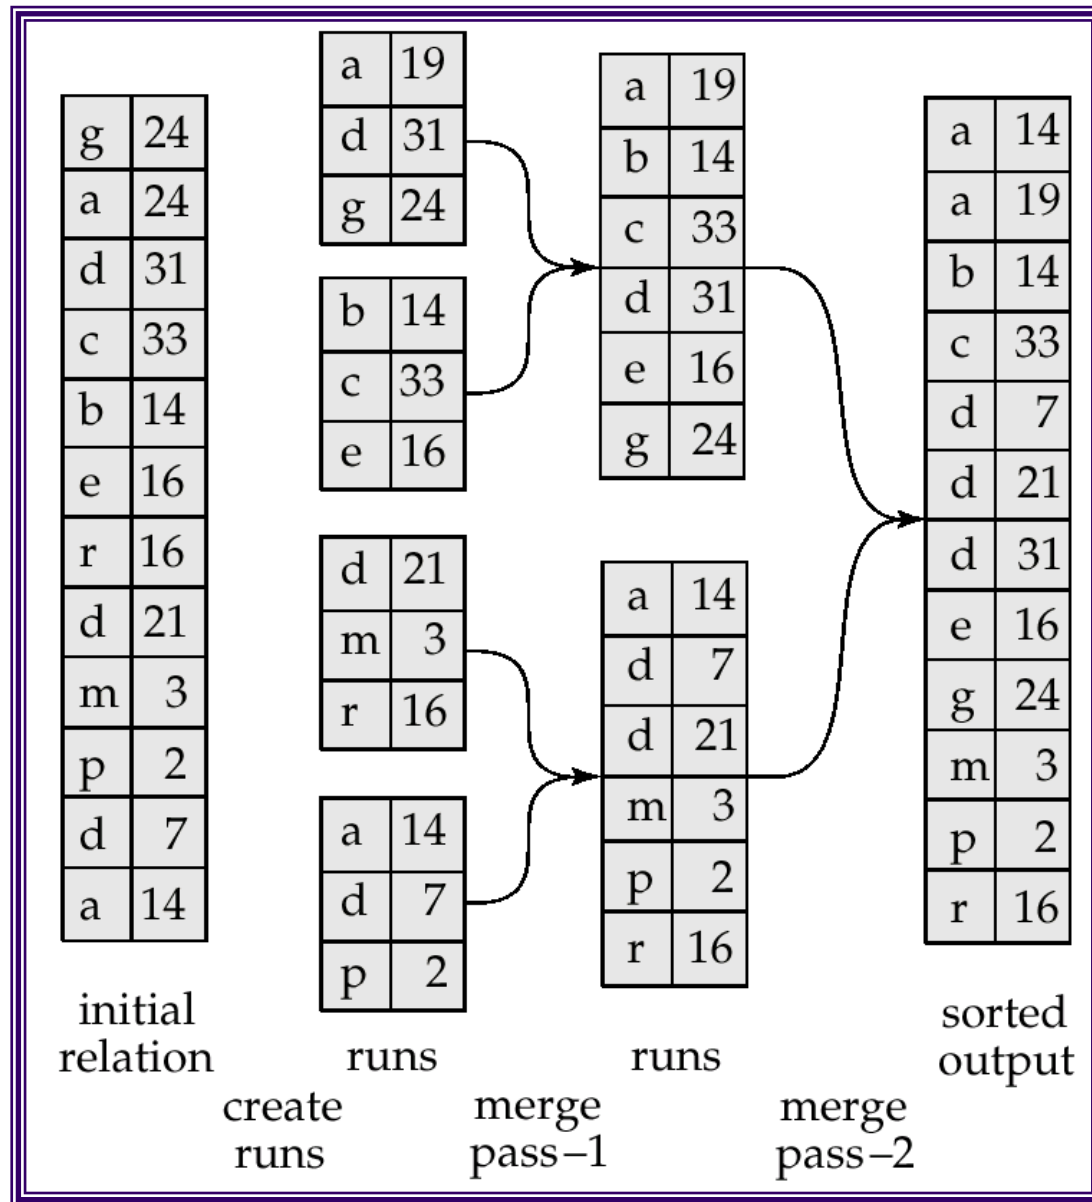 g 24
a 24
d 31
c 33
b 14
e 16
r 16
d 21
m 3
p 2
d 7
a 14
initial
relation
create
runs
a 19
d 31
g 24
b 14
c 33
e 16
d 21
m 3
r 16
a 14
d 7
p 2
runs
merge
pass–1
a 19
b 14
c 33
d 31
e 16
g 24
a 14
d 7
d 21
m 3
p 2
r 16
runs
merge
pass–2
a 14
a 19
b 14
c 33
d 7
d 21
d 31
e 16
g 24
m 3
p 2
r 16
sorted
output